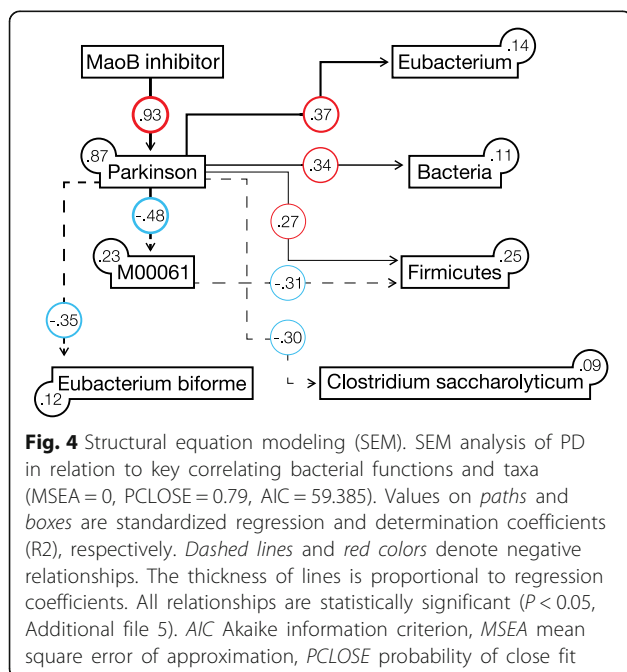 .14
MaoB inhibitor
Eubacterium
.93
.37
.87
.11
Parkinson
.34
Bacteria
-.48
.27
.23
.25
M00061
-.31
Firmicutes
-.35
-.30
.09
Eubacterium biforme
Clostridium saccharolyticum
.12
Fig. 4 Structural equation modeling (SEM). SEM analysis of PD
in relation to key correlating bacterial functions and taxa
(MSEA = 0, PCLOSE = 0.79, AIC = 59.385). Values on paths and
boxes are standardized regression and determination coefficients
(R2), respectively. Dashed lines and red colors denote negative
relationships. The thickness of lines is proportional to regression
coefficients. All relationships are statistically significant (P < 0.05,
Additional file 5). AIC Akaike information criterion, MSEA mean
square error of approximation, PCLOSE probability of close fit